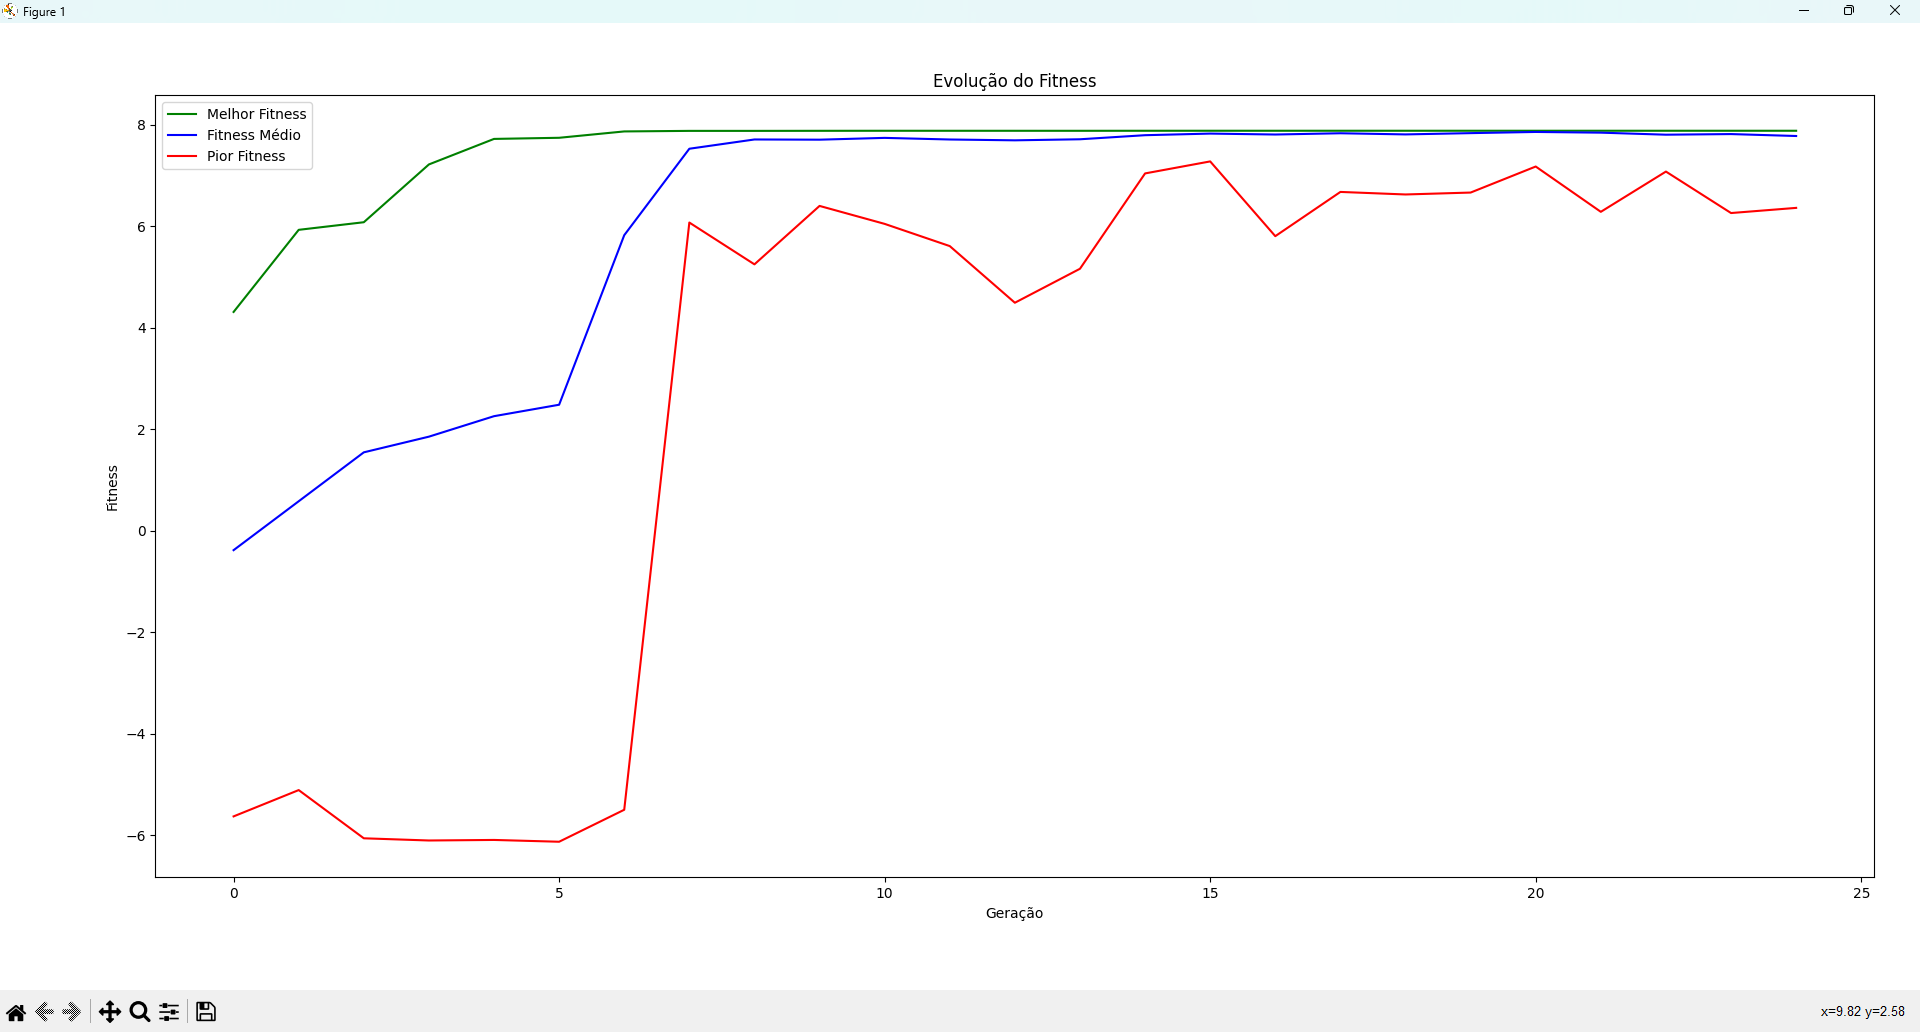 Figure 1
Evolução do Fitness
Melhor Fitness
Fitness Médio
Pior Fitness
8
6
4
2
0
−2
−4
−6
Fitness
0 5 10 15 20 25
Geração
x=9.82 y=2.58